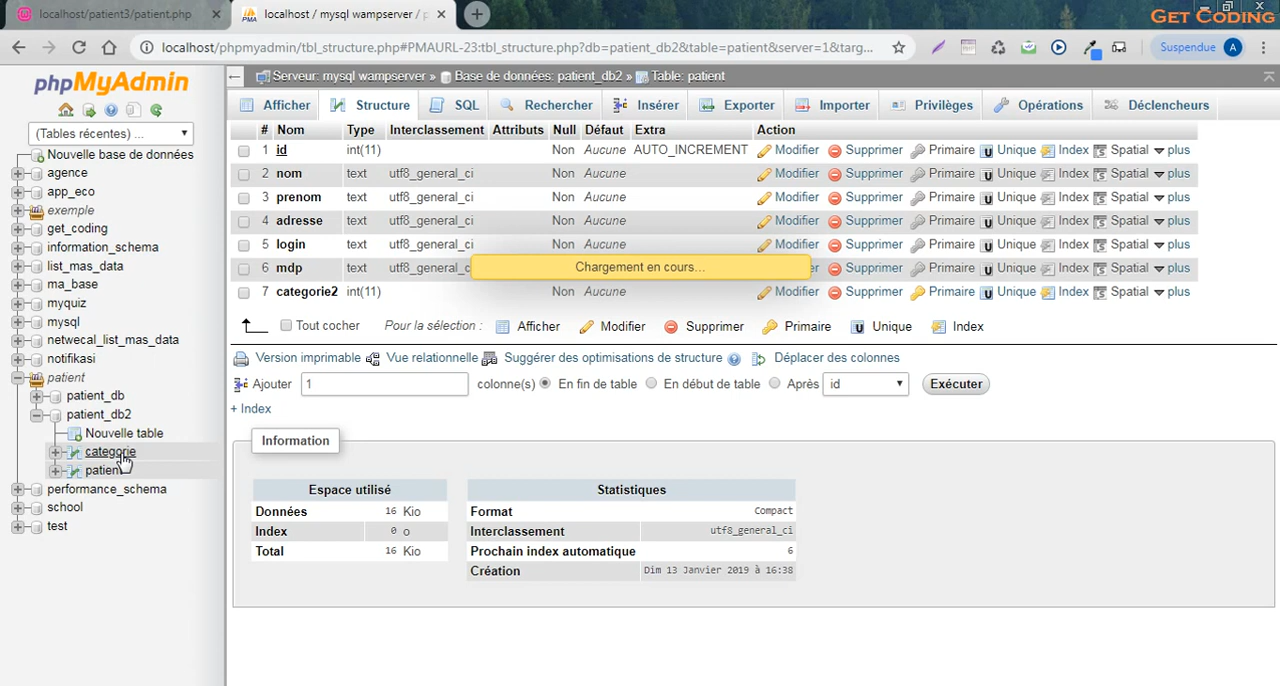 localhost/patient3/patient.php
localhost / mysql wampserver / p
GET CODING
localhost/phpmyadmin/tbl_structure.php#PMAURL-23:tbl_structure.php?db=patient_db2&table=patient&server=1&targ...
Suspendue A
phpMyAdmin
Serveur: mysql wampserver » Base de données: patient_db2 » Table: patient
Afficher Structure SQL Rechercher Insérer Exporter Importer Privilèges Opérations Déclencheurs
(Tables récentes) ...
Nouvelle base de données
agence
app_eco
exemple
get_coding
information_schema
list_mas_data
ma_base
myquiz
mysql
netwecal_list_mas_data
notifikasi
patient
patient_db
patient_db2
Nouvelle table
categorie
patient
performance_schema
school
test
# Nom Type Interclassement Attributs Null Défaut Extra Action
1 id int(11) Non Aucune AUTO_INCREMENT Modifier Supprimer Primaire Unique Index Spatial plus
2 nom text utf8_general_ci Non Aucune Modifier Supprimer Primaire Unique Index Spatial plus
3 prenom text utf8_general_ci Non Aucune Modifier Supprimer Primaire Unique Index Spatial plus
4 adresse text utf8_general_ci Non Aucune Modifier Supprimer Primaire Unique Index Spatial plus
5 login text utf8_general_ci Non Aucune Modifier Supprimer Primaire Unique Index Spatial plus
6 mdp text utf8_general_c Supprimer Primaire Unique Index Spatial plus
Chargement en cours...
7 categorie2 int(11) Non Aucune Modifier Supprimer Primaire Unique Index Spatial plus
Tout cocher Pour la sélection : Afficher Modifier Supprimer Primaire Unique Index
Version imprimable Vue relationnelle Suggérer des optimisations de structure Déplacer des colonnes
Ajouter 1 colonne(s) En fin de table En début de table Après id Exécuter
+ Index
Information
Espace utilisé
Données 16 Kio
Index 0 o
Total 16 Kio
Statistiques
Format Compact
Interclassement utf8_general_ci
Prochain index automatique 6
Création Dim 13 Janvier 2019 à 16:38